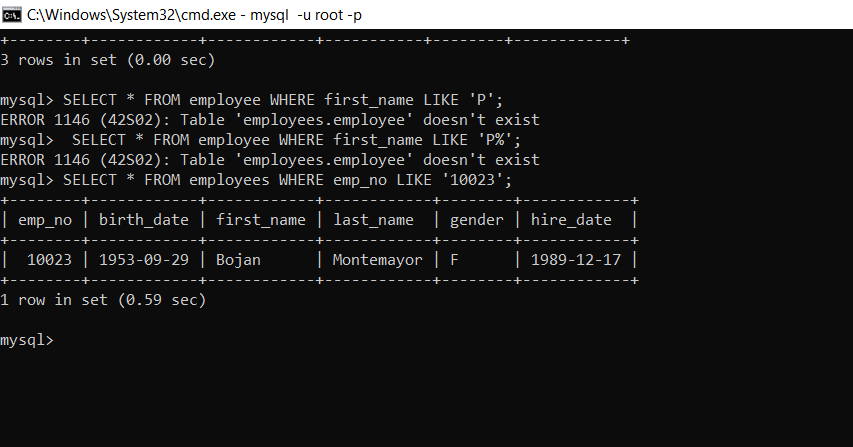 C:\Windows\System32\cmd.exe - mysql  -u root -p
+--------+------------+------------+-----------+--------+------------+
3 rows in set (0.00 sec)
mysql> SELECT * FROM employee WHERE first_name LIKE 'P';
ERROR 1146 (42S02): Table 'employees.employee' doesn't exist
mysql>  SELECT * FROM employee WHERE first_name LIKE 'P%';
ERROR 1146 (42S02): Table 'employees.employee' doesn't exist
mysql> SELECT * FROM employees WHERE emp_no LIKE '10023';
+--------+------------+------------+------------+--------+------------+
| emp_no | birth_date | first_name | last_name  | gender | hire_date  |
+--------+------------+------------+------------+--------+------------+
|  10023 | 1953-09-29 | Bojan      | Montemayor | F      | 1989-12-17 |
+--------+------------+------------+------------+--------+------------+
1 row in set (0.59 sec)
mysql>